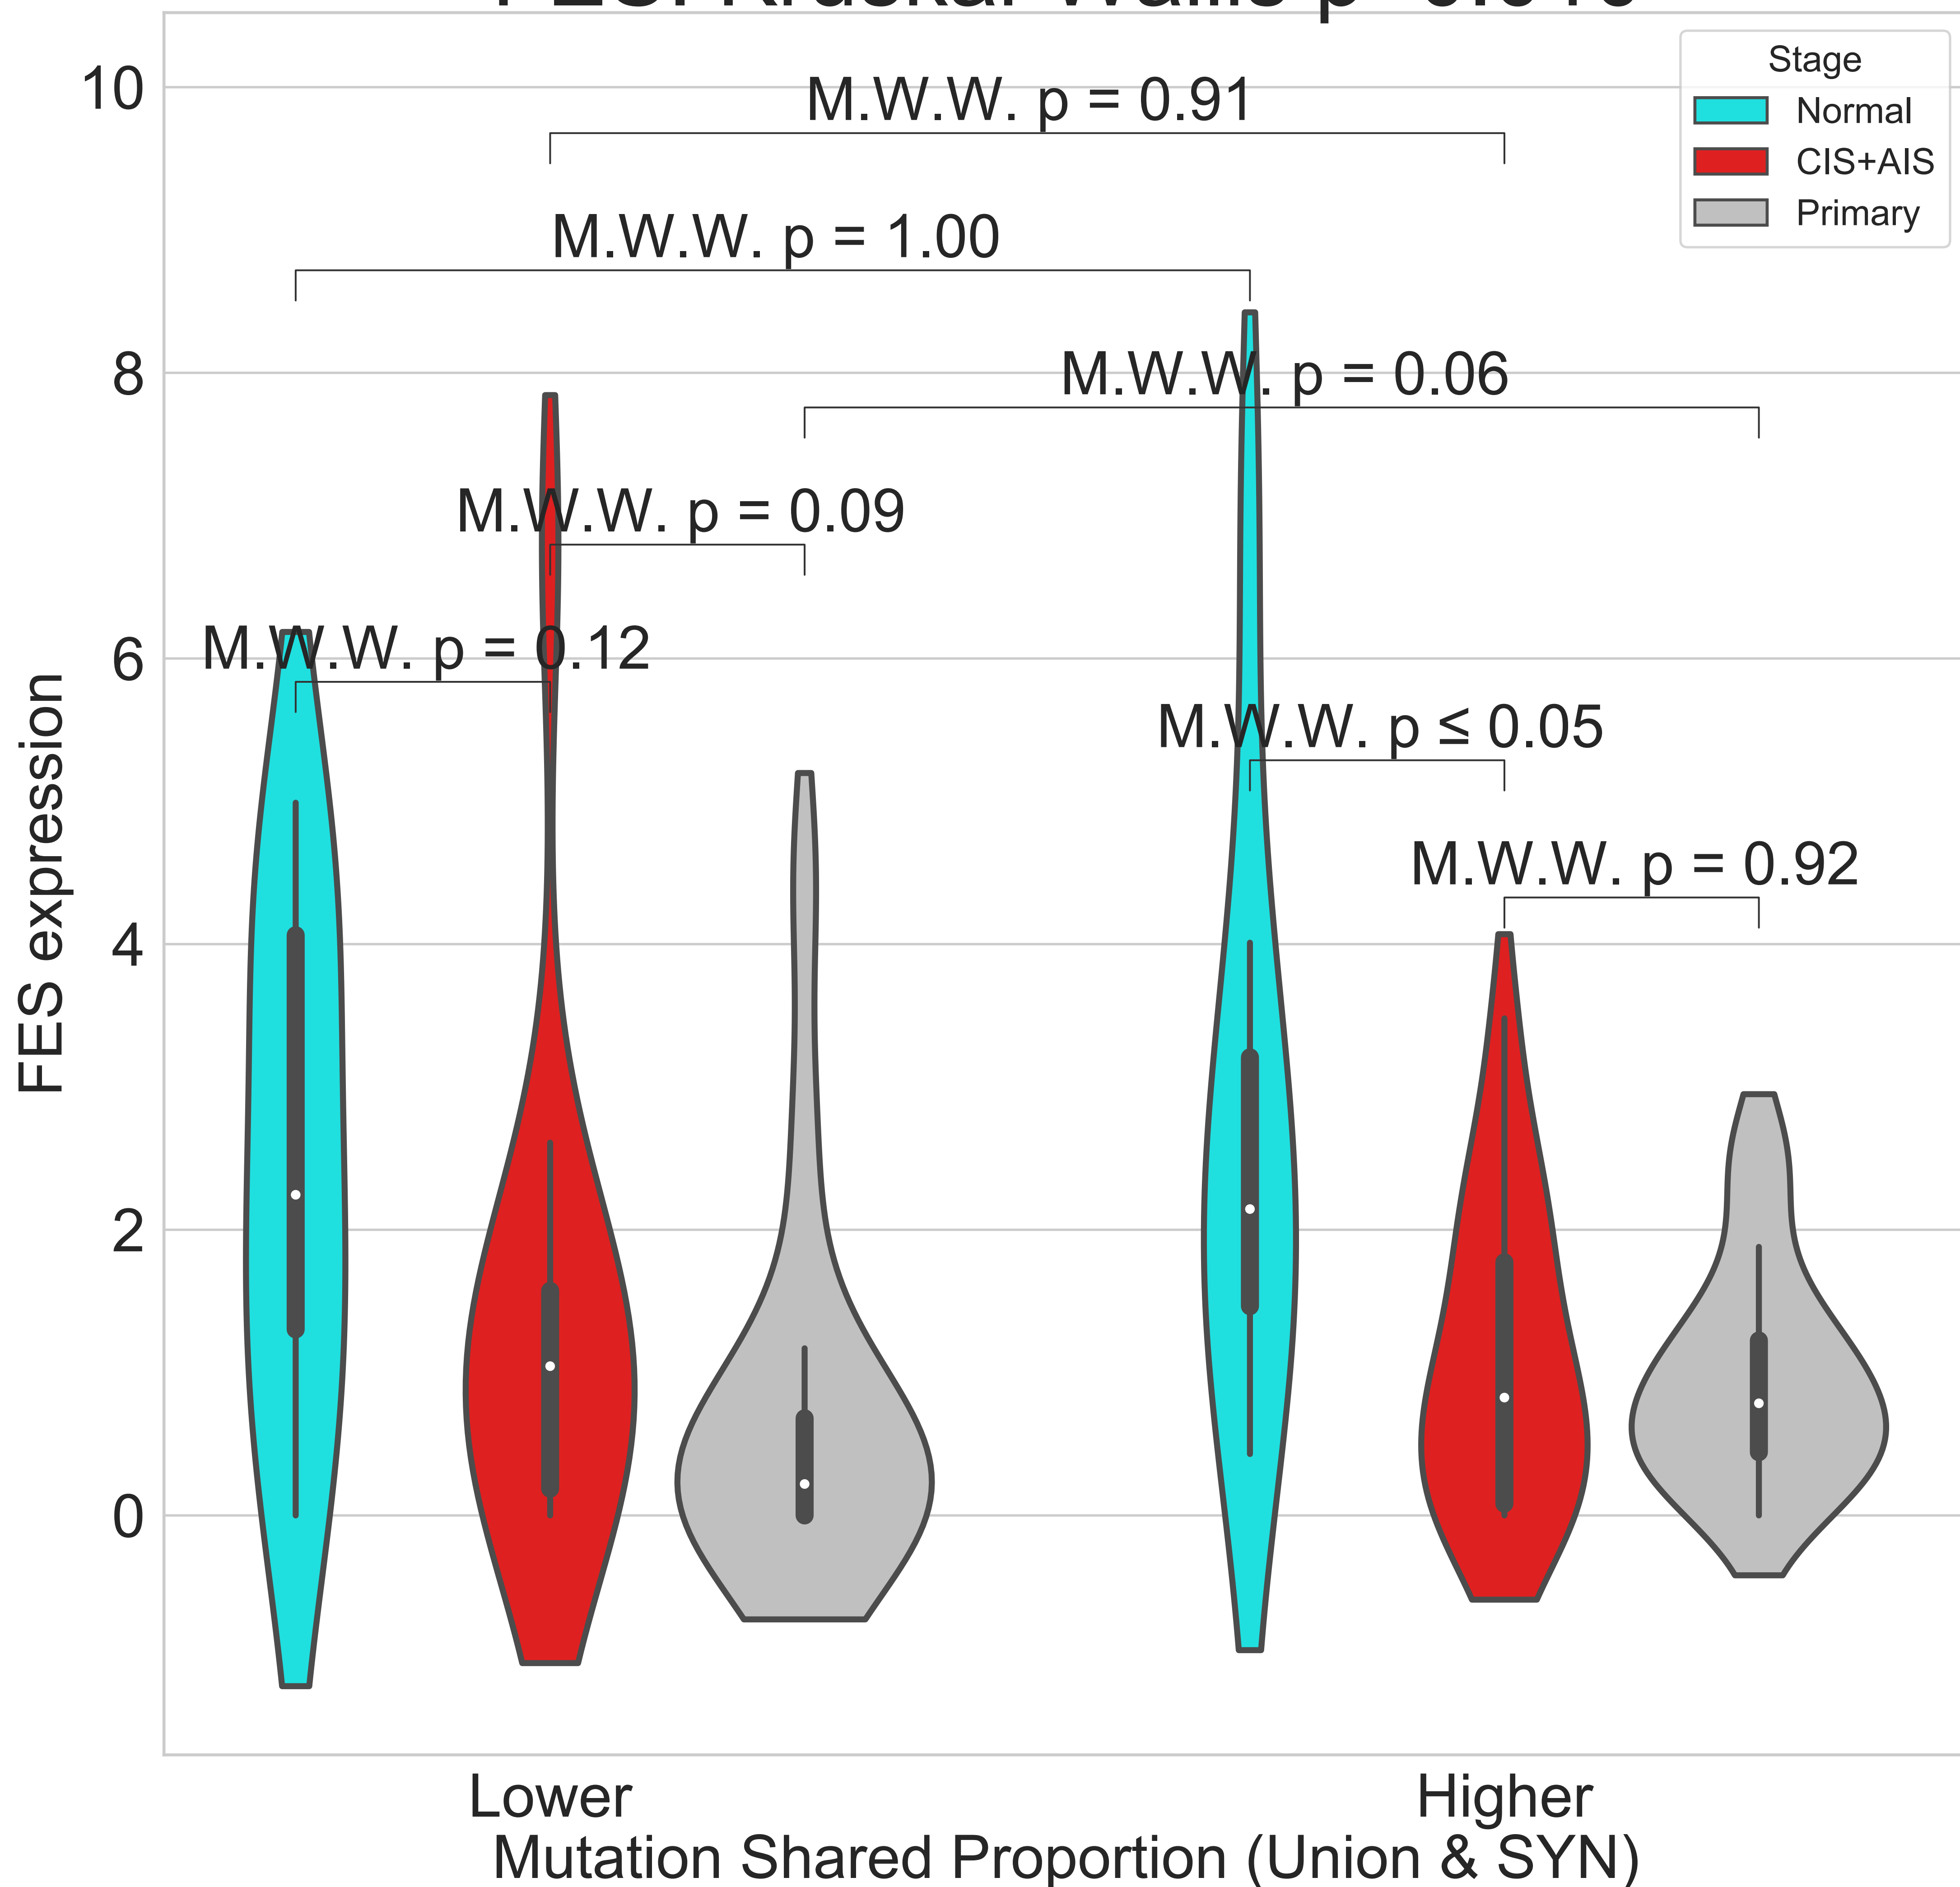 10
8
6
4
2
0
FES expression
M.W.W. p = 0.91
M.W.W. p = 1.00
M.W.W. p = 0.06
M.W.W. p = 0.09
M.W.W. p = 0.12
M.W.W. p ≤ 0.05
M.W.W. p = 0.92
Stage
Normal
CIS+AIS
Primary
Lower
Higher
Mutation Shared Proportion (Union & SYN)